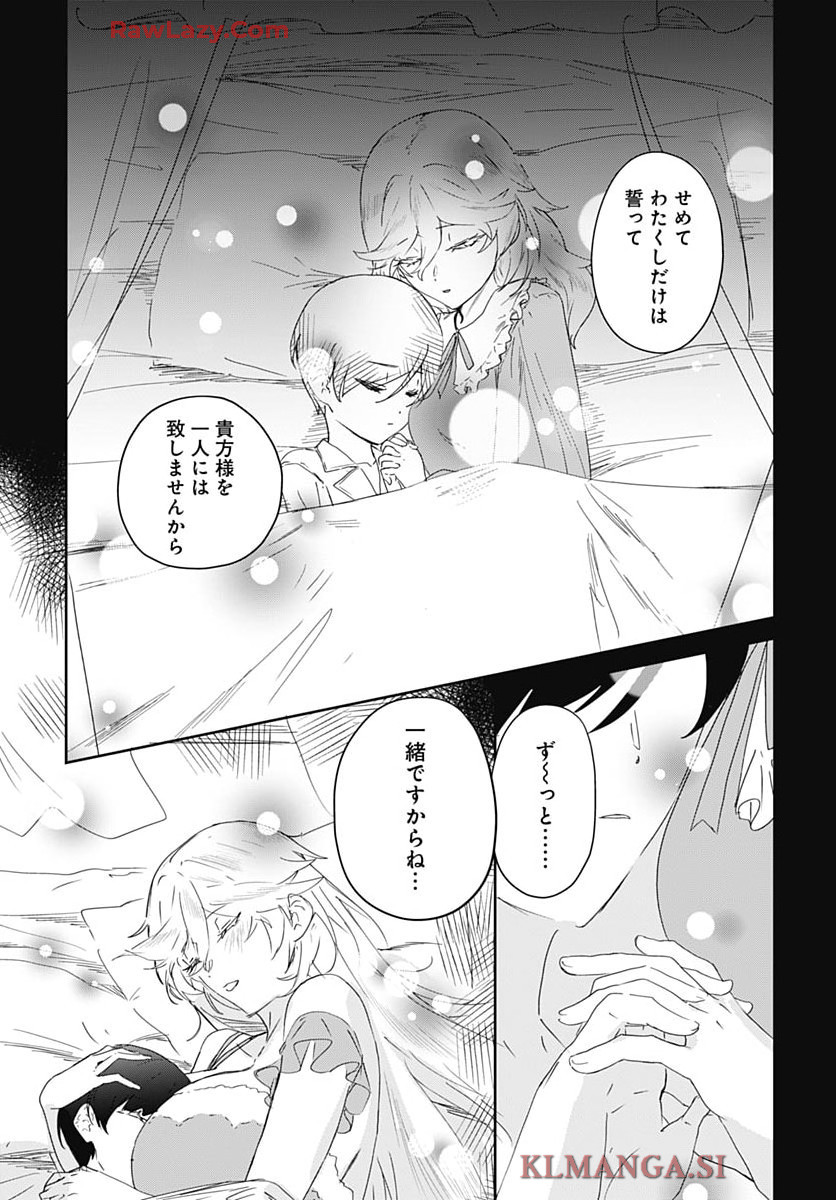 RawLazy.Com
せめて
わたくしだけは
誓って
貴方様を
一人には
致しませんから
ず〜っと……
一緒ですからね…
KLMANGA.SI